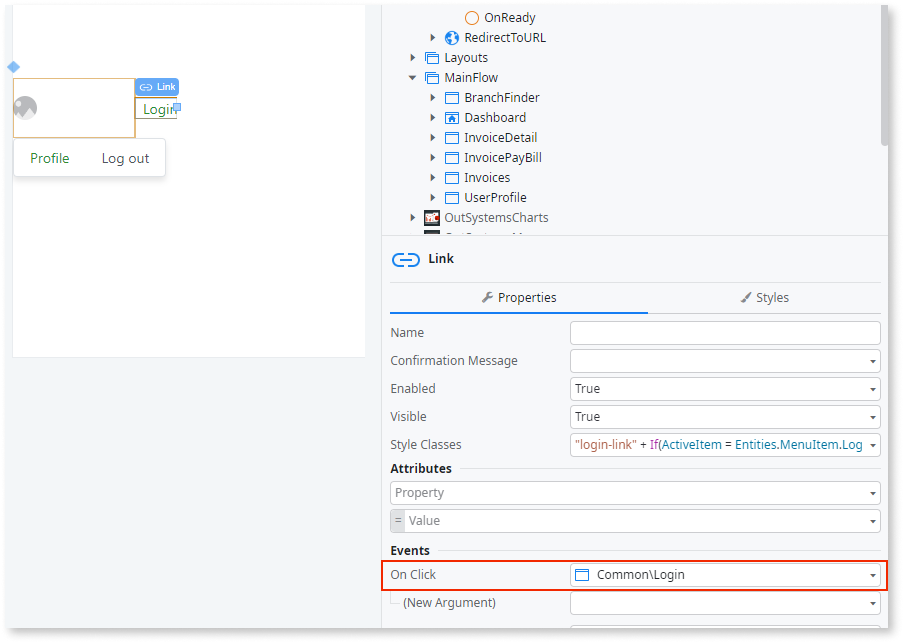 Link
Login
Profile Log out
OnReady
RedirectToURL
Layouts
MainFlow
BranchFinder
Dashboard
InvoiceDetail
InvoicePayBill
Invoices
UserProfile
OutSystemsCharts
Link
Properties Styles
Name
Confirmation Message
Enabled True
Visible True
Style Classes "login-link" + If(ActiveItem = Entities.MenuItem.Log
Attributes
Property
= Value
Events
On Click Common\Login
(New Argument)